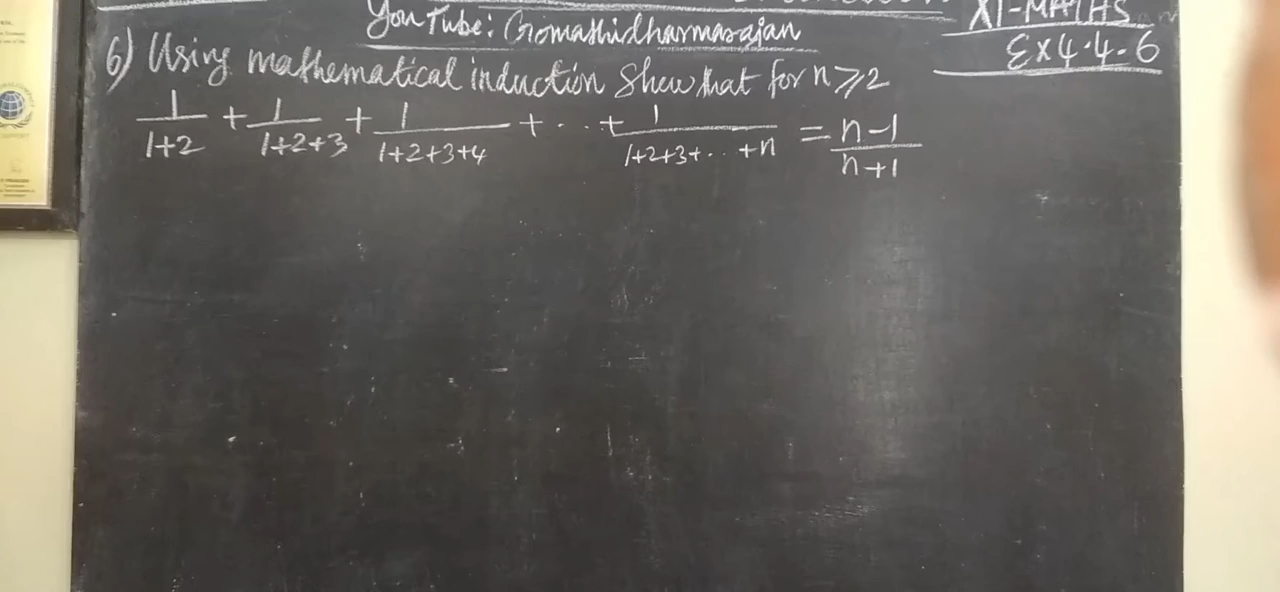 XI-MATHS
YouTube: Gomathidharmarajan
Ex 4.4-6
6) Using mathematical induction Shew that for n ≥ 2
1/(1+2) + 1/(1+2+3) + 1/(1+2+3+4) + ... + 1/(1+2+3+...+n) = (n-1)/(n+1)